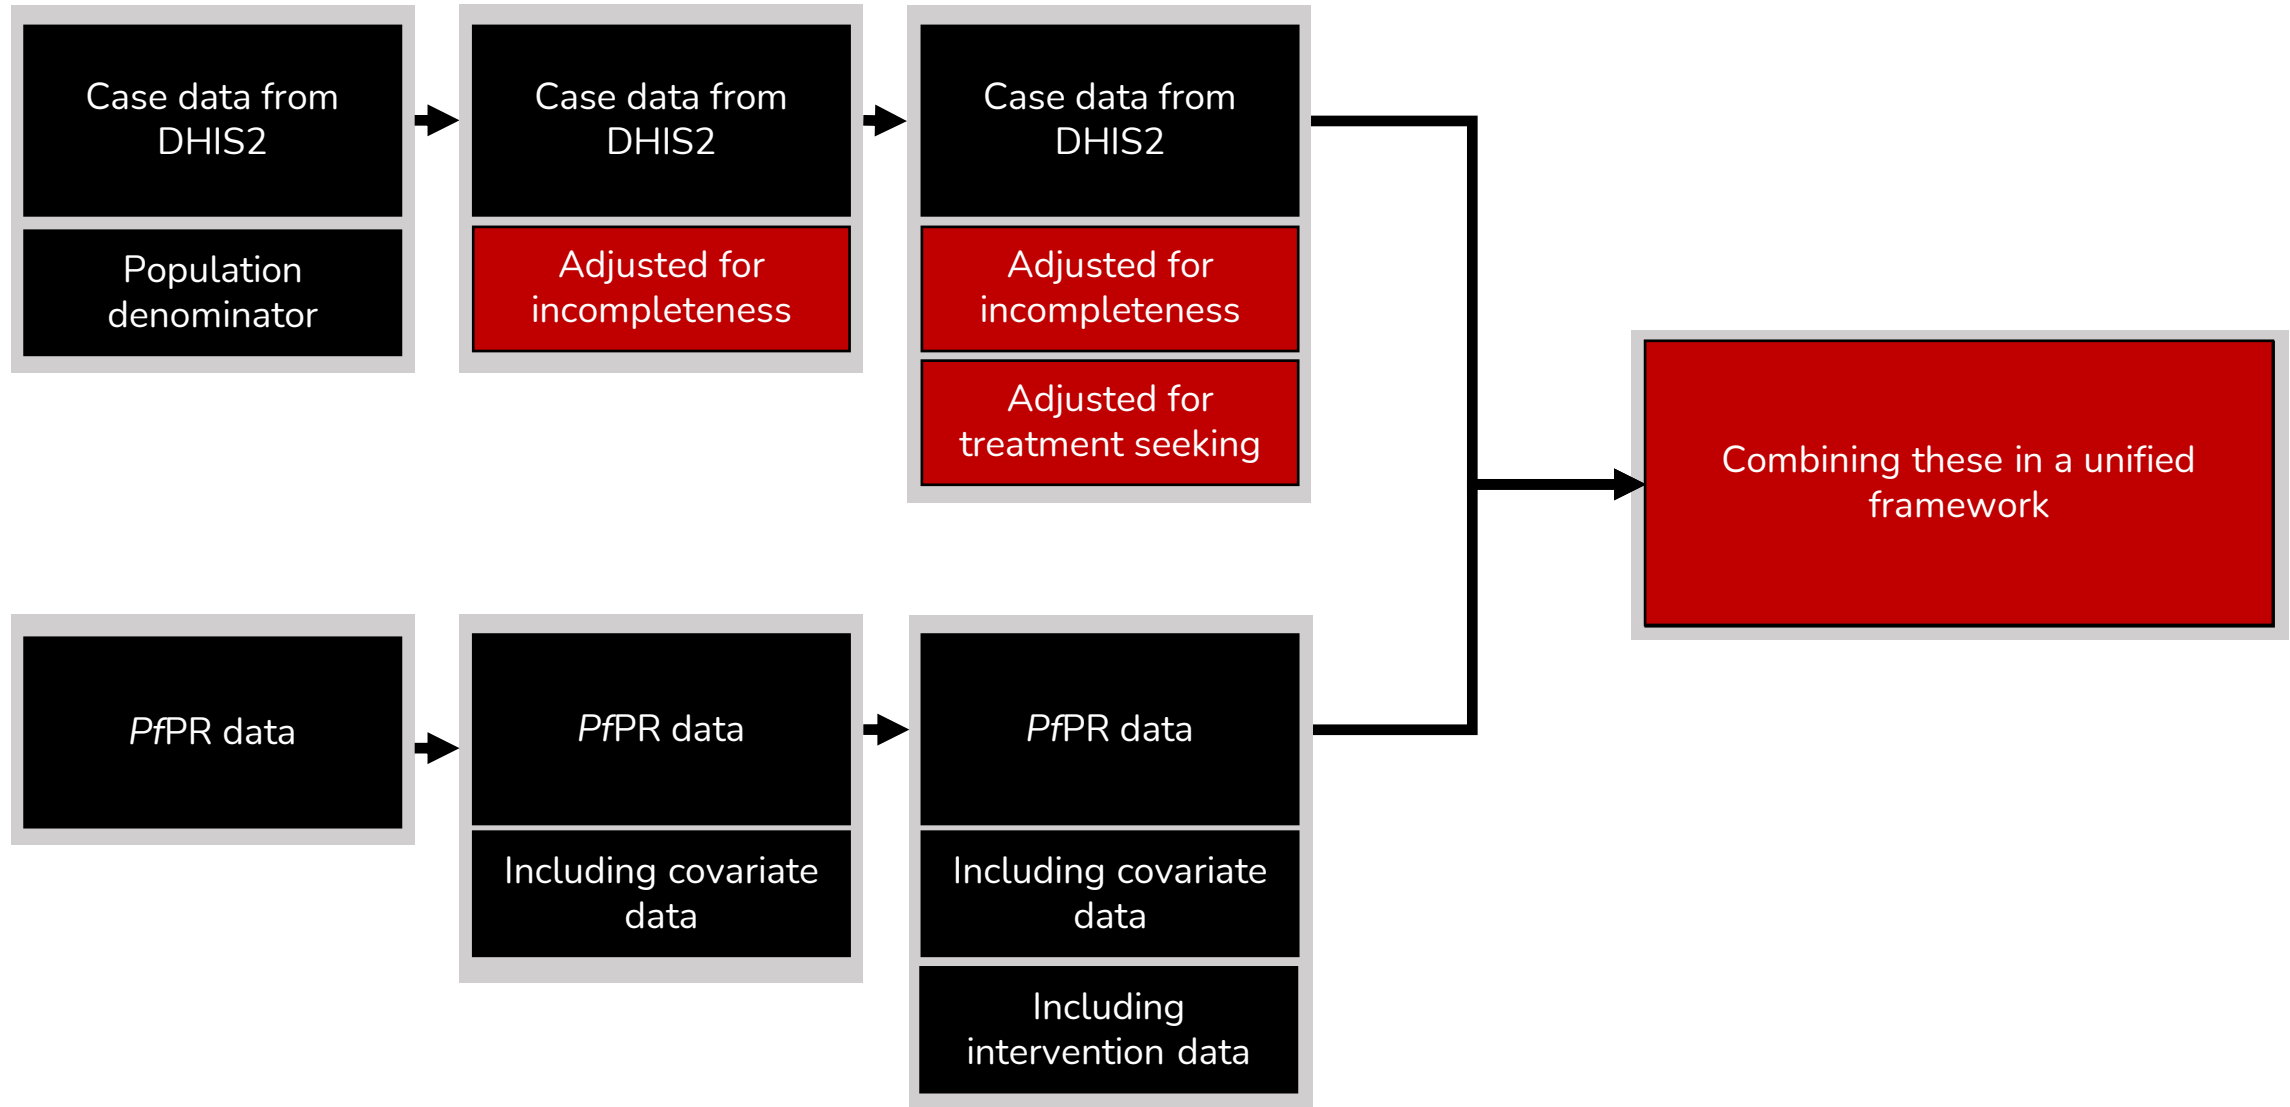 Case data from
DHIS2
Population
denominator
Case data from
DHIS2
Adjusted for
incompleteness
Case data from
DHIS2
Adjusted for
incompleteness
Adjusted for
treatment seeking
Combining these in a unified
framework
PfPR data
PfPR data
Including covariate
data
PfPR data
Including covariate
data
Including
intervention data